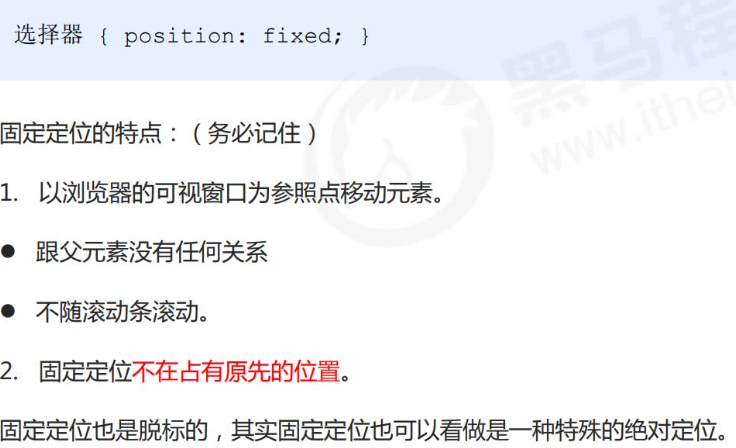 选择器 { position: fixed; }
黑马程
www.ithei
固定定位的特点：（务必记住）
1. 以浏览器的可视窗口为参照点移动元素。
● 跟父元素没有任何关系
● 不随滚动条滚动。
2. 固定定位不在占有原先的位置。
固定定位也是脱标的，其实固定定位也可以看做是一种特殊的绝对定位。